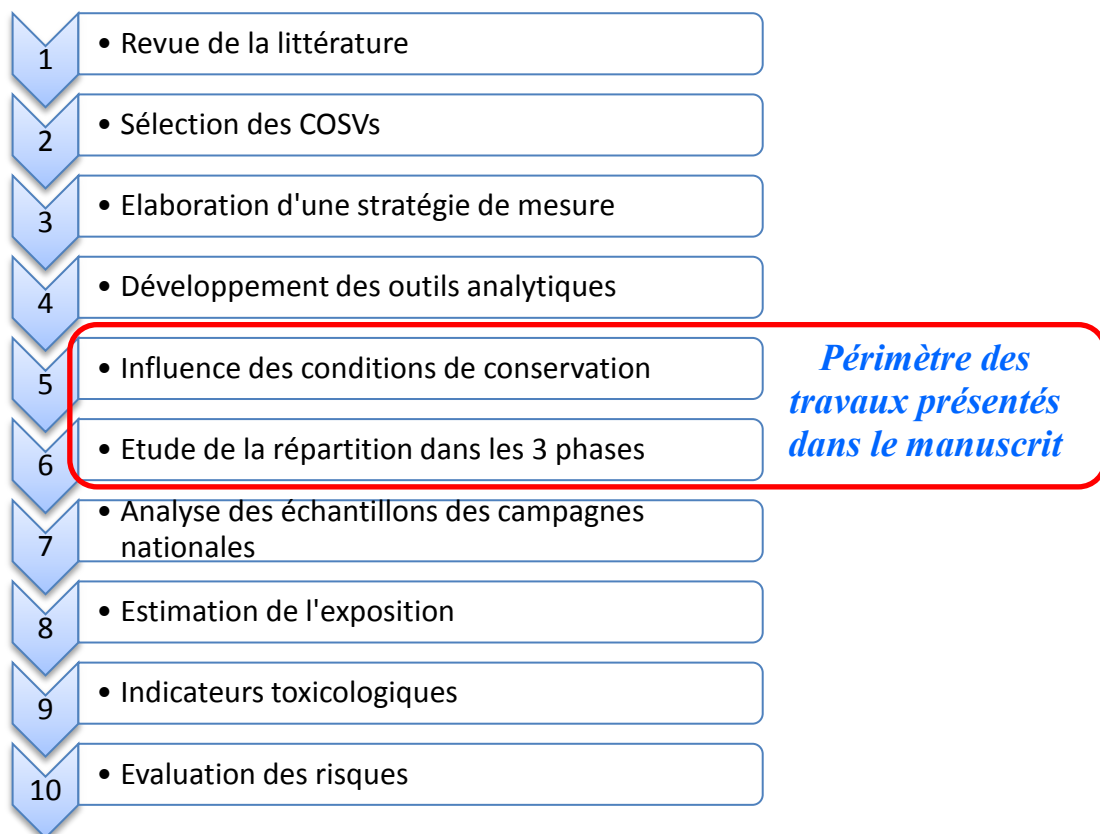 1 • Revue de la littérature
2 • Sélection des COSVs
3 • Elaboration d'une stratégie de mesure
4 • Développement des outils analytiques
5 • Influence des conditions de conservation
6 • Etude de la répartition dans les 3 phases
Périmètre des
travaux présentés
dans le manuscrit
7 • Analyse des échantillons des campagnes
nationales
8 • Estimation de l'exposition
9 • Indicateurs toxicologiques
10 • Evaluation des risques